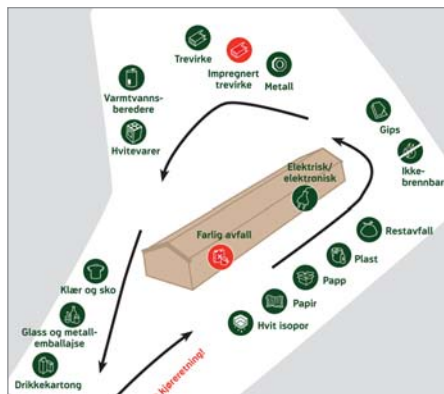 Trevirke
Impregnert
trevirke
Metall
Varmtvanns-
beredere
Hvitevarer
Gips
Ikke-
brennbar
Elektrisk/
elektronisk
Farlig avfall
Restavfall
Plast
Papp
Papir
Hvit isopor
Klær og sko
Glass og metall-
emballajse
Drikkekartong
kjøreretning!